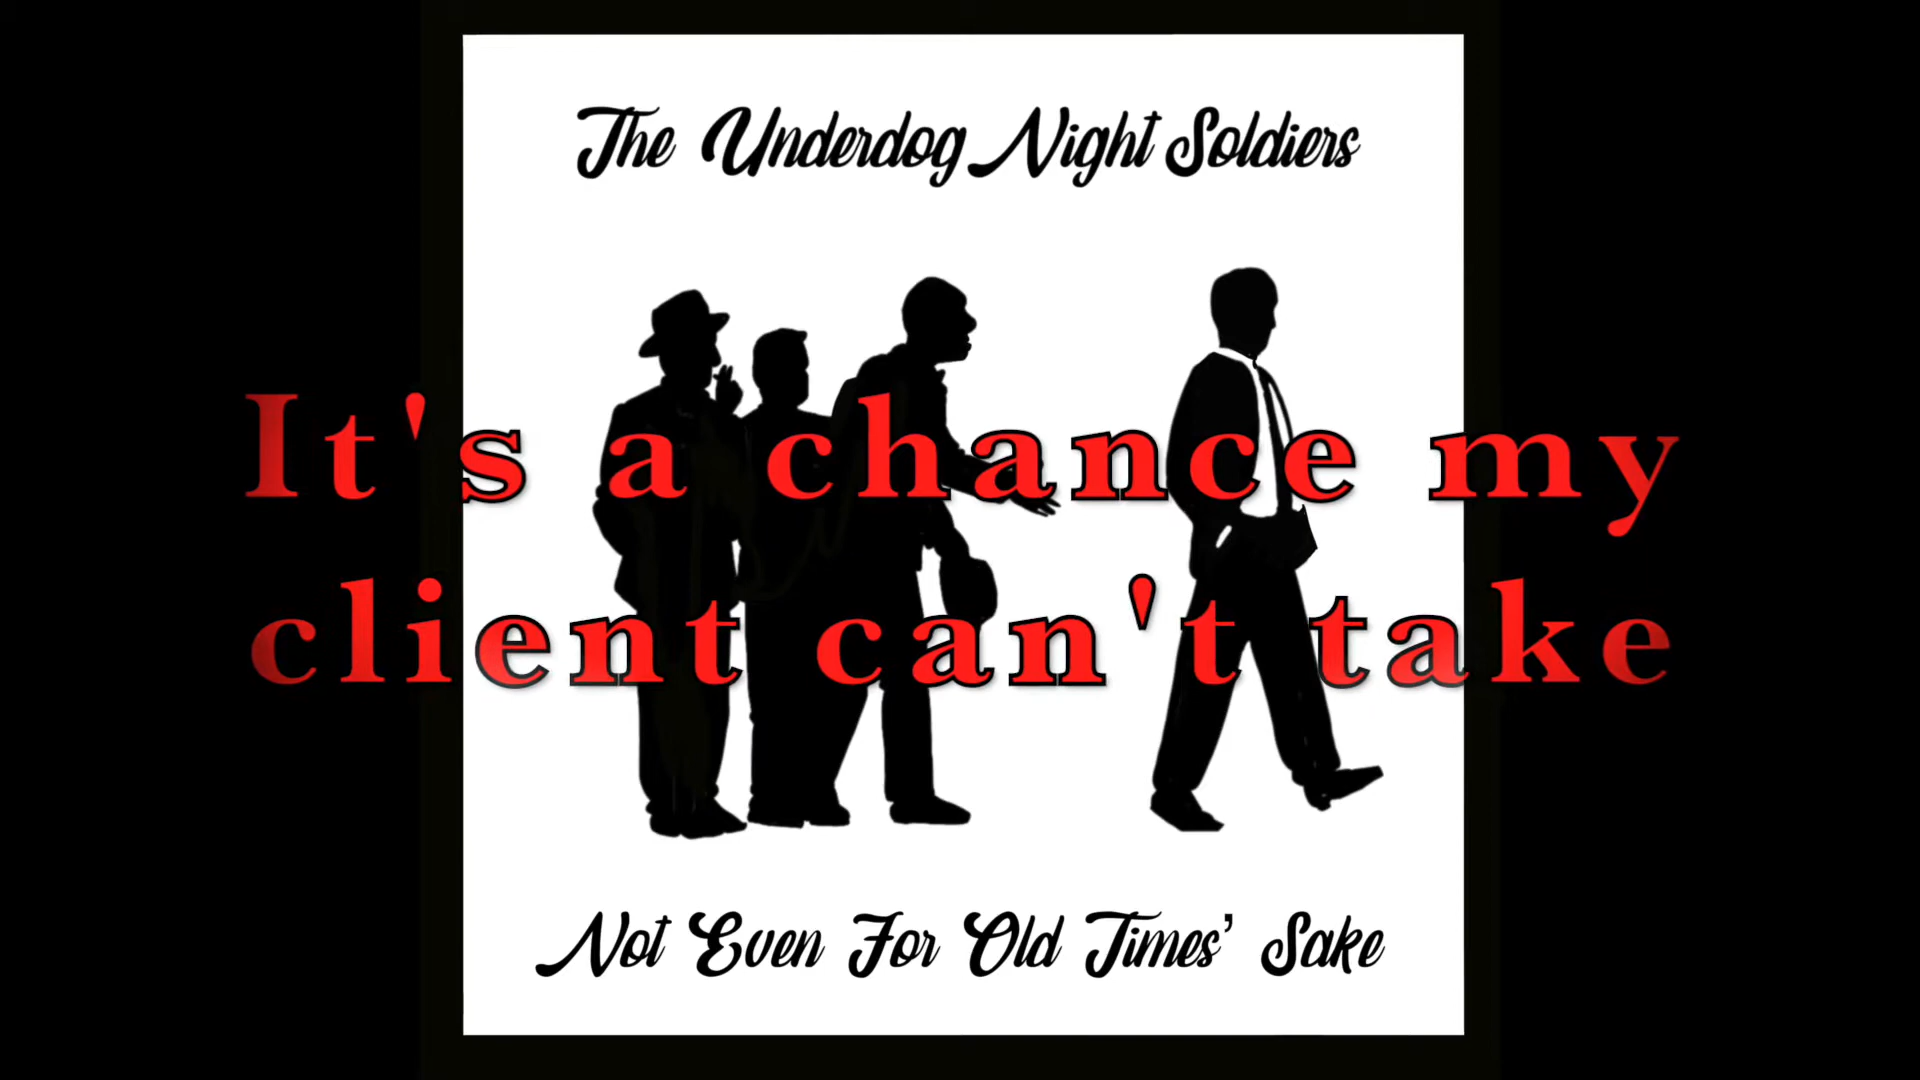 The Underdog Night Soldiers
It's a chance my
client can't take
Not Even For Old Times’ Sake